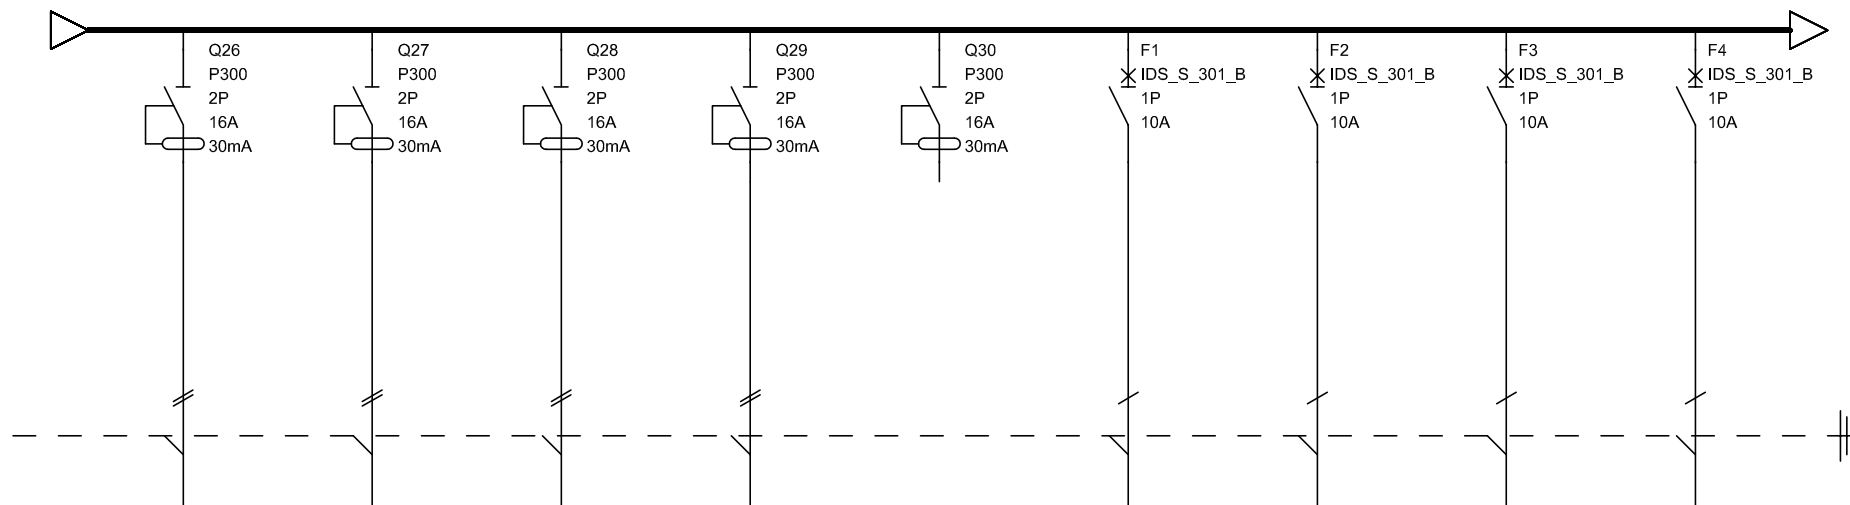 Q26
P300
2P
16A
30mA
Q27
P300
2P
16A
30mA
Q28
P300
2P
16A
30mA
Q29
P300
2P
16A
30mA
Q30
P300
2P
16A
30mA
F1
IDS_S_301_B
1P
10A
F2
IDS_S_301_B
1P
10A
F3
IDS_S_301_B
1P
10A
F4
IDS_S_301_B
1P
10A